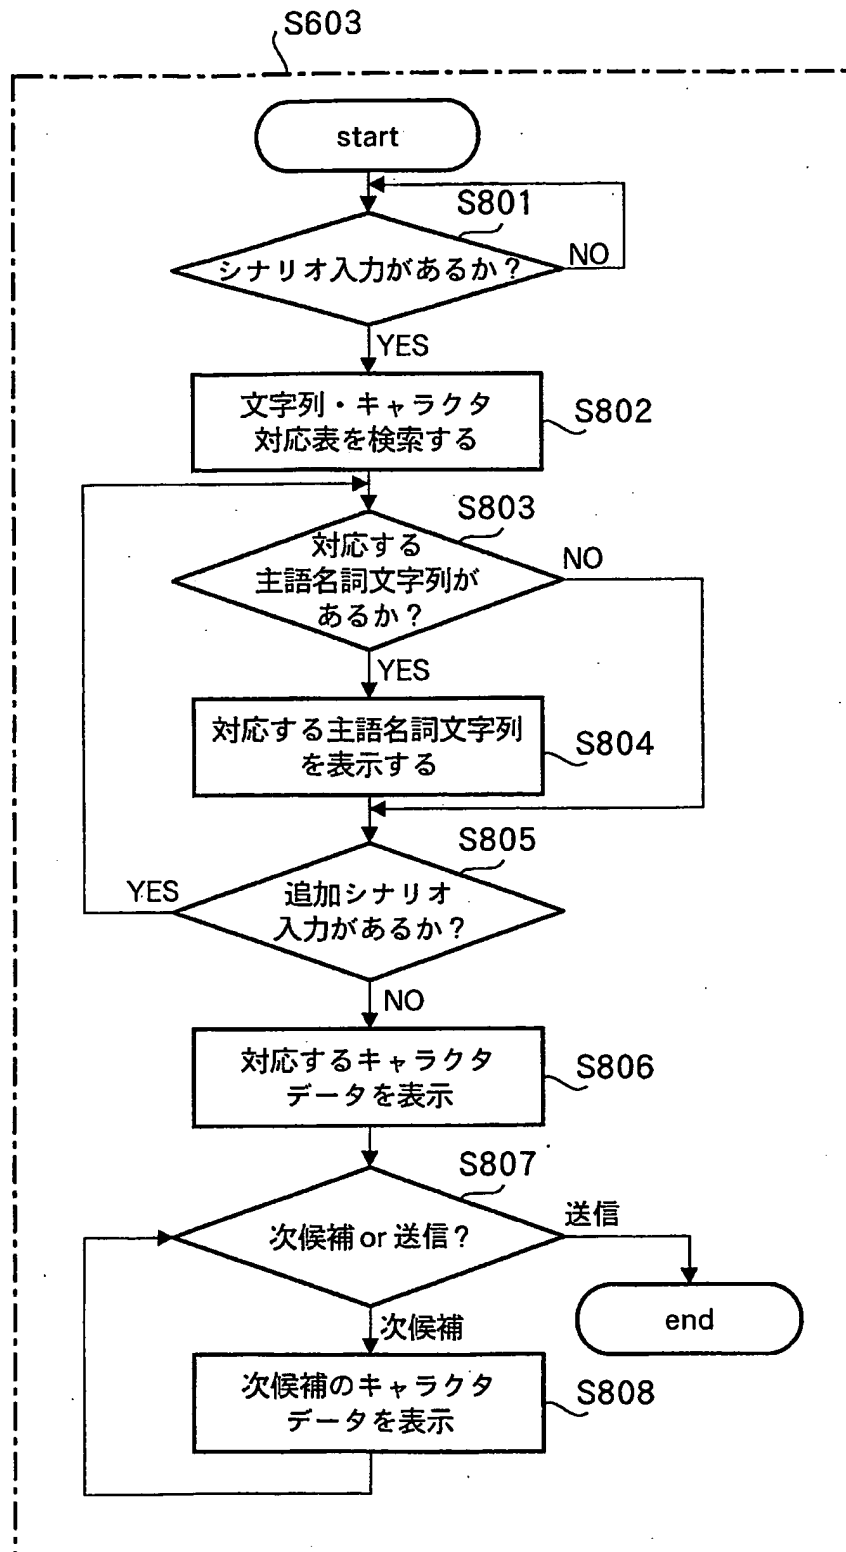 S603
start
S801
シナリオ入力があるか？
NO
YES
文字列・キャラクタ
対応表を検索する
S802
S803
対応する
主語名詞文字列が
あるか？
NO
YES
対応する主語名詞文字列
を表示する
S804
S805
YES
追加シナリオ
入力があるか？
NO
対応するキャラクタ
データを表示
S806
S807
次候補or送信？
送信
end
次候補
次候補のキャラクタ
データを表示
S808